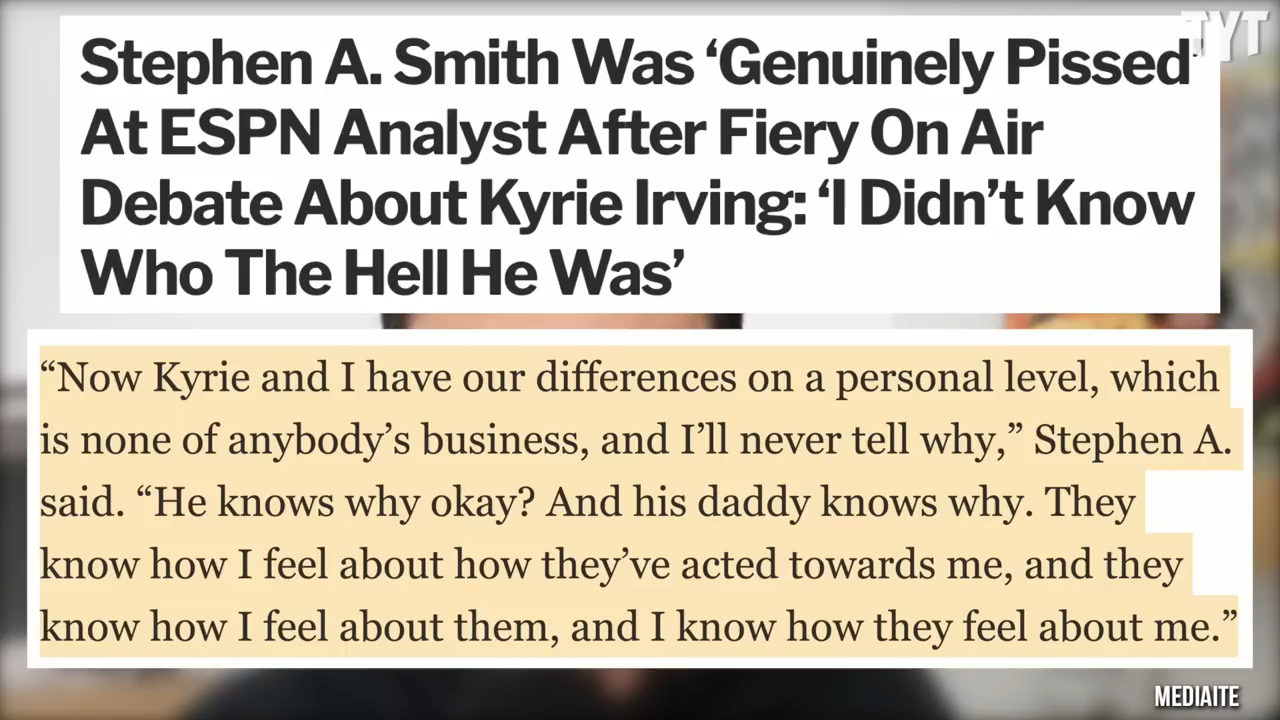 TYT
Stephen A. Smith Was ‘Genuinely Pissed’
At ESPN Analyst After Fiery On Air
Debate About Kyrie Irving: ‘I Didn’t Know
Who The Hell He Was’
“Now Kyrie and I have our differences on a personal level, which
is none of anybody’s business, and I’ll never tell why,” Stephen A.
said. “He knows why okay? And his daddy knows why. They
know how I feel about how they’ve acted towards me, and they
know how I feel about them, and I know how they feel about me.”
MEDIAITE